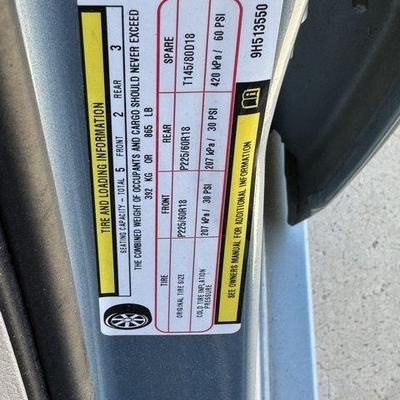 TIRE AND LOADING INFORMATION
SEATING CAPACITY - TOTAL 5 FRONT 2 REAR 3
THE COMBINED WEIGHT OF OCCUPANTS AND CARGO SHOULD NEVER EXCEED
392 KG OR 865 LB
TIRE FRONT REAR SPARE
ORIGINAL TIRE SIZE P225/60R18 P225/60R18 T145/80D18
COLD TIRE INFLATION PRESSURE 207 kPa / 30 PSI 207 kPa / 30 PSI 420 kPa / 60 PSI
SEE OWNERS MANUAL FOR ADDITIONAL INFORMATION
9H513550